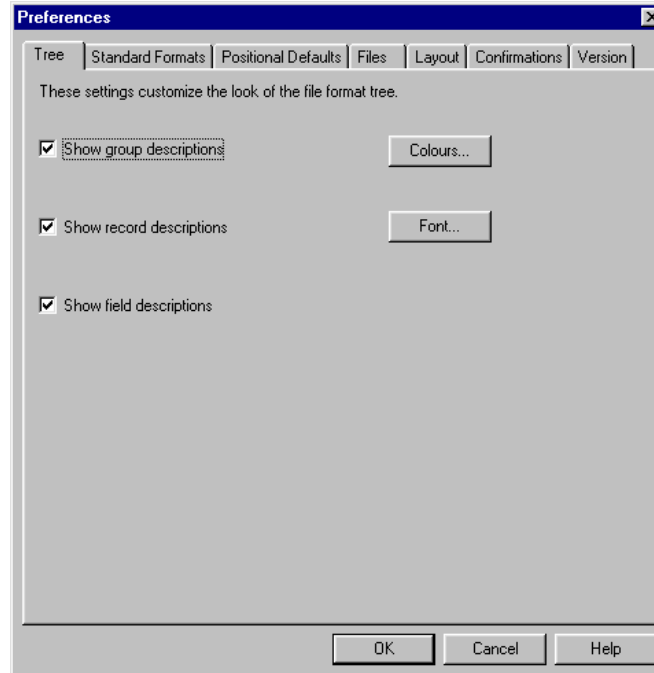 Preferences
Tree Standard Formats Positional Defaults Files Layout Confirmations Version
These settings customize the look of the file format tree.
Show group descriptions Colours...
Show record descriptions Font...
Show field descriptions
OK Cancel Help